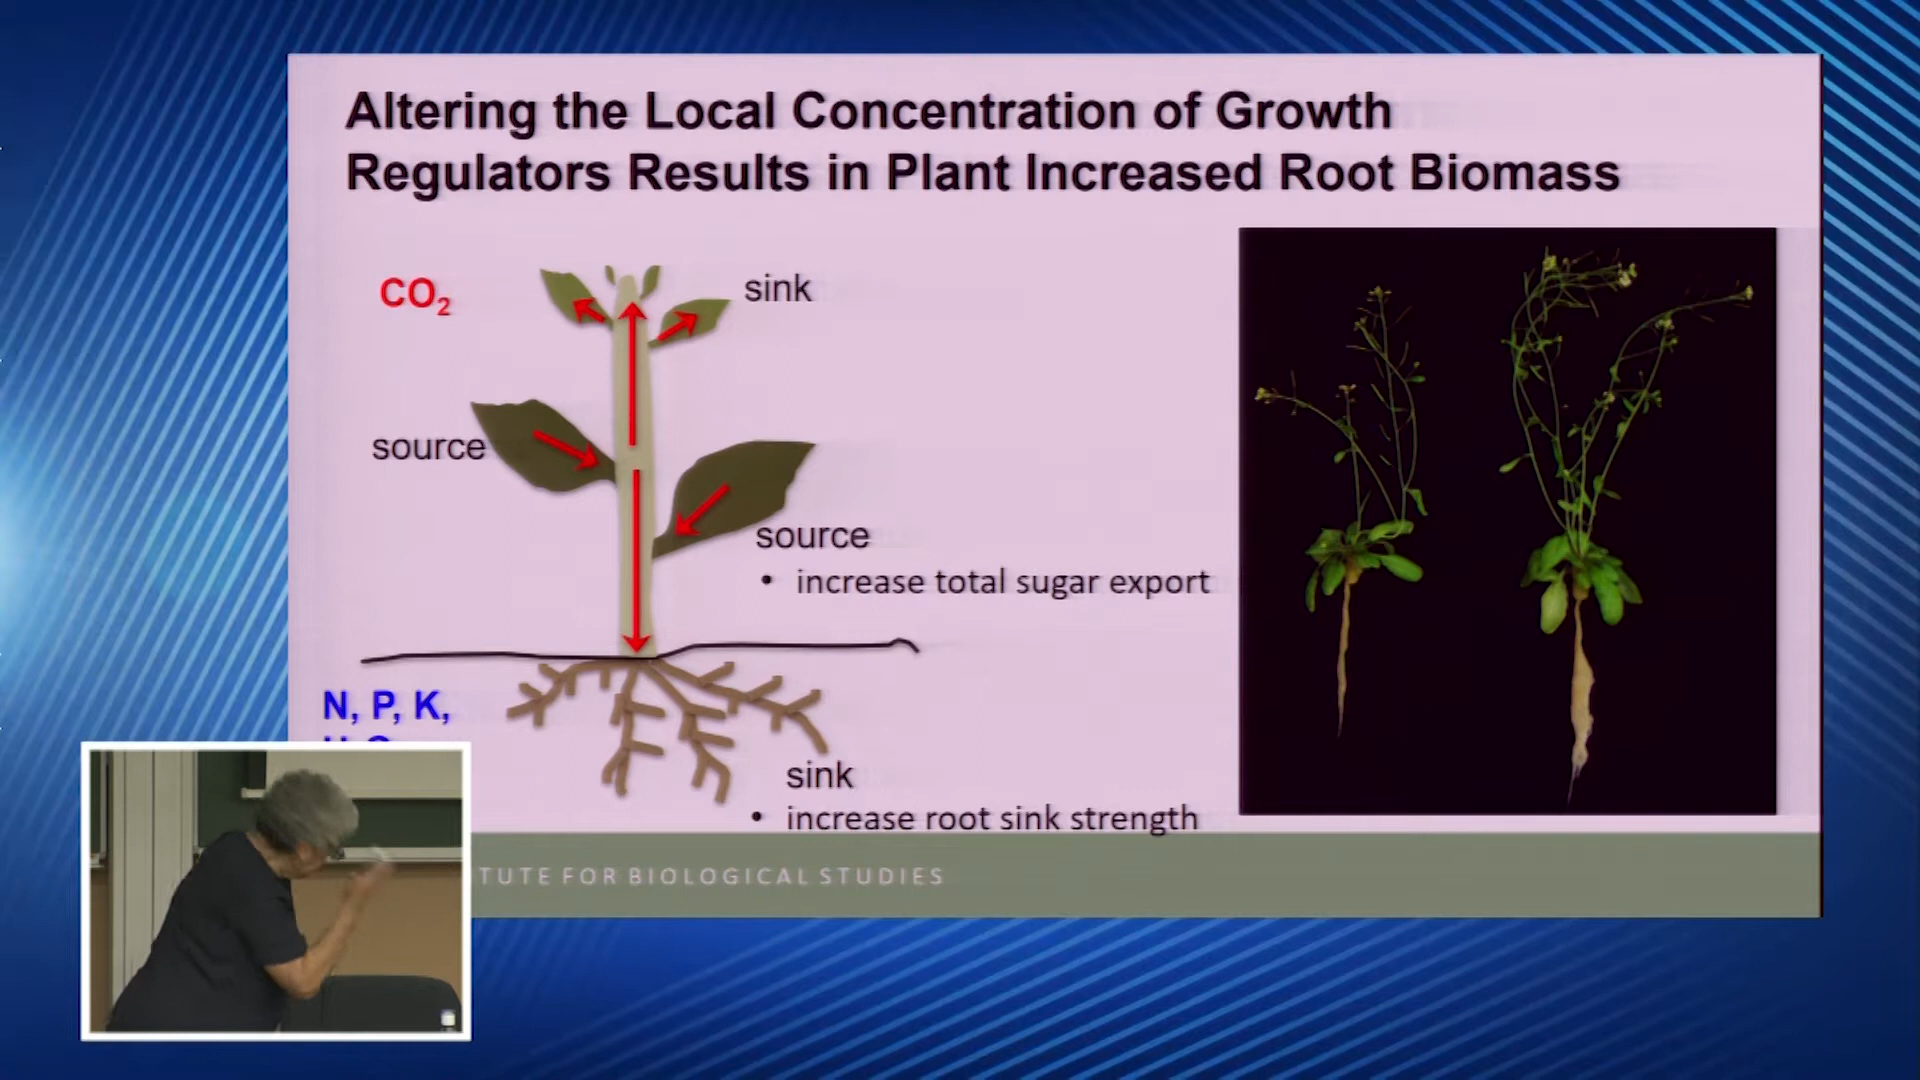 Altering the Local Concentration of Growth
Regulators Results in Plant Increased Root Biomass
CO2
sink
source
source
• increase total sugar export
N, P, K,
sink
• increase root sink strength
FOR BIOLOGICAL STUDIES